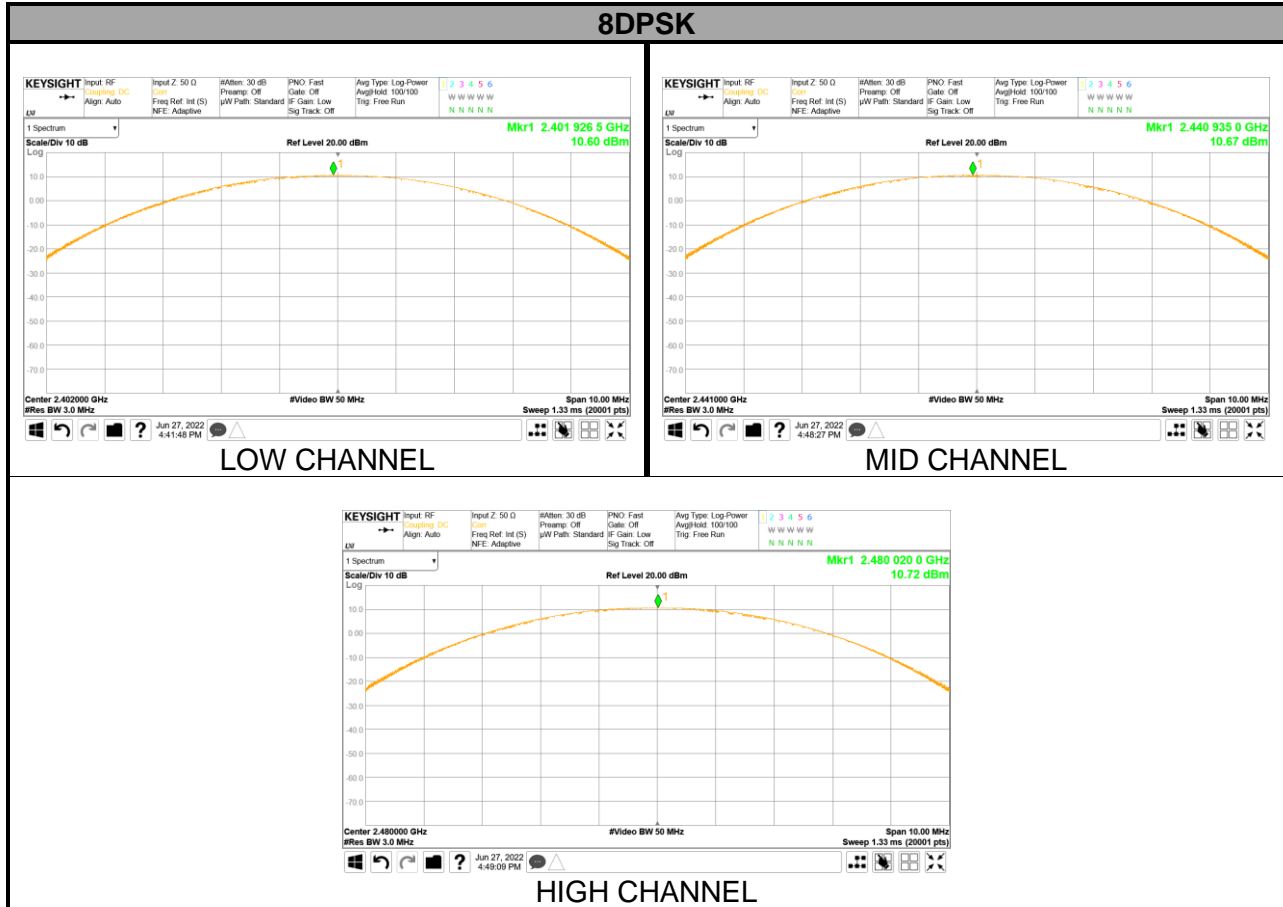 8DPSK
KEYSIGHT
Input: RF
Coupling: DC
Align: Auto
Input Z: 50 Ω
Corr
Freq Ref: Int (S)
NFE: Adaptive
#Atten: 30 dB
Preamp: Off
µW Path: Standard
PNO: Fast
Gate: Off
IF Gain: Low
Sig Track: Off
Avg Type: Log-Power
Avg|Hold: 100/100
Trig: Free Run
1 2 3 4 5 6
W W W W W
N N N N N
LXI
1 Spectrum
Mkr1 2.401 926 5 GHz
Scale/Div 10 dB
Ref Level 20.00 dBm
10.60 dBm
Log
1
10.0
0.00
-10.0
-20.0
-30.0
-40.0
-50.0
-60.0
-70.0
Center 2.402000 GHz
#Video BW 50 MHz
Span 10.00 MHz
#Res BW 3.0 MHz
Sweep 1.33 ms (20001 pts)
?
Jun 27, 2022
4:41:48 PM
LOW CHANNEL
KEYSIGHT
Input: RF
Coupling: DC
Align: Auto
Input Z: 50 Ω
Corr
Freq Ref: Int (S)
NFE: Adaptive
#Atten: 30 dB
Preamp: Off
µW Path: Standard
PNO: Fast
Gate: Off
IF Gain: Low
Sig Track: Off
Avg Type: Log-Power
Avg|Hold: 100/100
Trig: Free Run
1 2 3 4 5 6
W W W W W
N N N N N
LXI
1 Spectrum
Mkr1 2.440 935 0 GHz
Scale/Div 10 dB
Ref Level 20.00 dBm
10.67 dBm
Log
1
10.0
0.00
-10.0
-20.0
-30.0
-40.0
-50.0
-60.0
-70.0
Center 2.441000 GHz
#Video BW 50 MHz
Span 10.00 MHz
#Res BW 3.0 MHz
Sweep 1.33 ms (20001 pts)
?
Jun 27, 2022
4:48:27 PM
MID CHANNEL
KEYSIGHT
Input: RF
Coupling: DC
Align: Auto
Input Z: 50 Ω
Corr
Freq Ref: Int (S)
NFE: Adaptive
#Atten: 30 dB
Preamp: Off
µW Path: Standard
PNO: Fast
Gate: Off
IF Gain: Low
Sig Track: Off
Avg Type: Log-Power
Avg|Hold: 100/100
Trig: Free Run
1 2 3 4 5 6
W W W W W
N N N N N
LXI
1 Spectrum
Mkr1 2.480 020 0 GHz
Scale/Div 10 dB
Ref Level 20.00 dBm
10.72 dBm
Log
1
10.0
0.00
-10.0
-20.0
-30.0
-40.0
-50.0
-60.0
-70.0
Center 2.480000 GHz
#Video BW 50 MHz
Span 10.00 MHz
#Res BW 3.0 MHz
Sweep 1.33 ms (20001 pts)
?
Jun 27, 2022
4:49:09 PM
HIGH CHANNEL